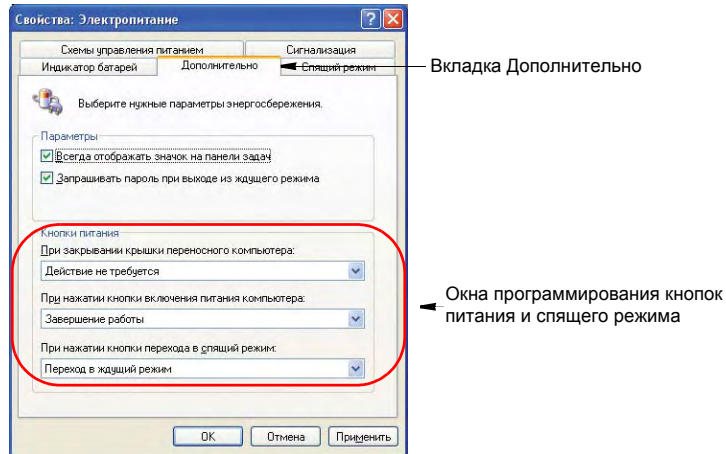 Свойства: Электропитание
Схемы управления питанием
Сигнализация
Индикатор батарей
Дополнительно
Спящий режим
Вкладка Дополнительно
Выберите нужные параметры энергосбережения.
Параметры
Всегда отображать значок на панели задач
Запрашивать пароль при выходе из ждущего режима
Кнопки питания
При закрывании крышки переносного компьютера:
Действие не требуется
При нажатии кнопки включения питания компьютера:
Завершение работы
При нажатии кнопки перехода в спящий режим:
Переход в ждущий режим
Окна программирования кнопок
питания и спящего режима
OK
Отмена
Применить